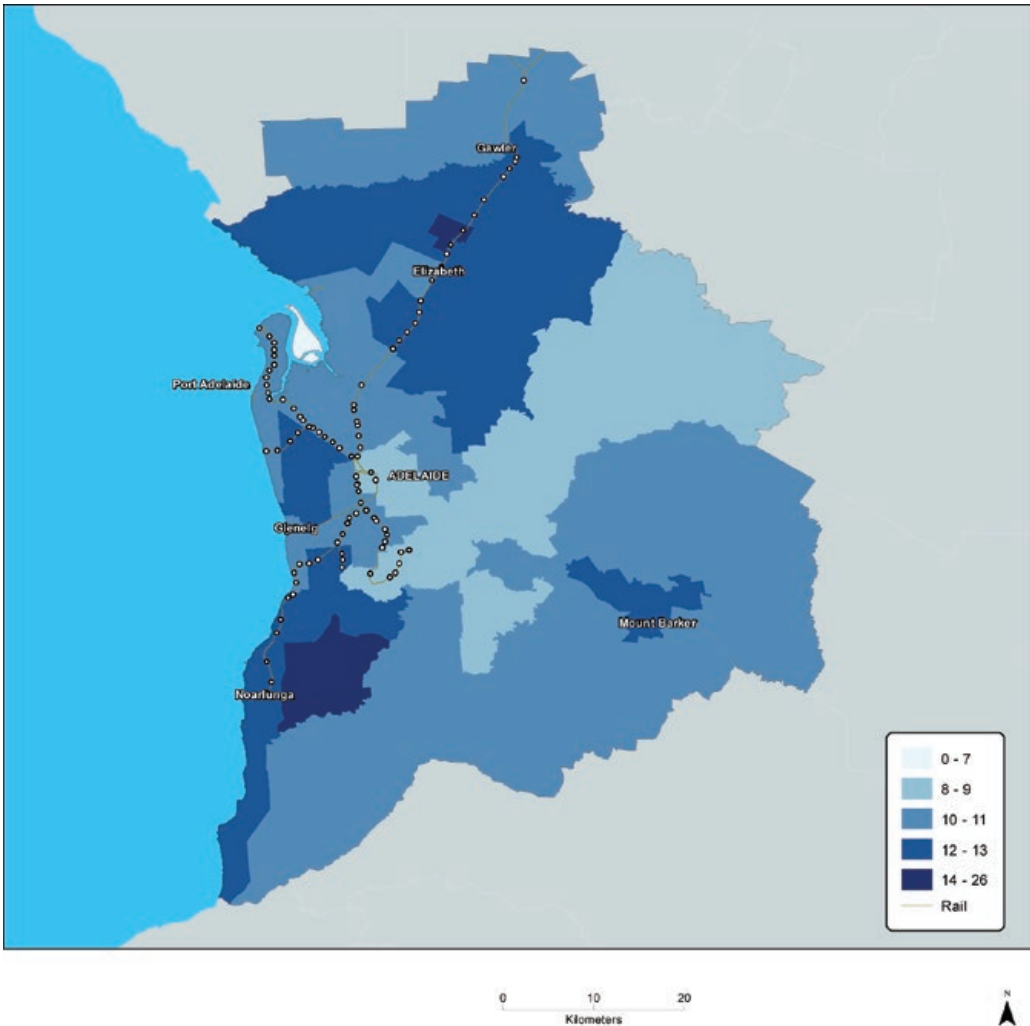 Gawler
Elizabeth
Port Adelaide
ADELAIDE
Glenelg
Mount Barker
Noarlunga
0 - 7
8 - 9
10 - 11
12 - 13
14 - 26
Rail
0 10 20
Kilometers
N